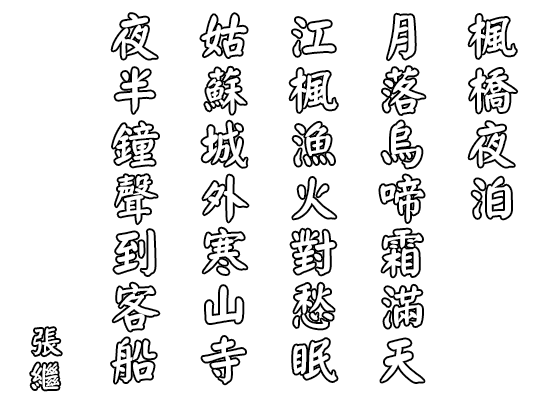 楓橋夜泊
月落烏啼霜滿天
江楓漁火對愁眠
姑蘇城外寒山寺
夜半鐘聲到客船
張繼